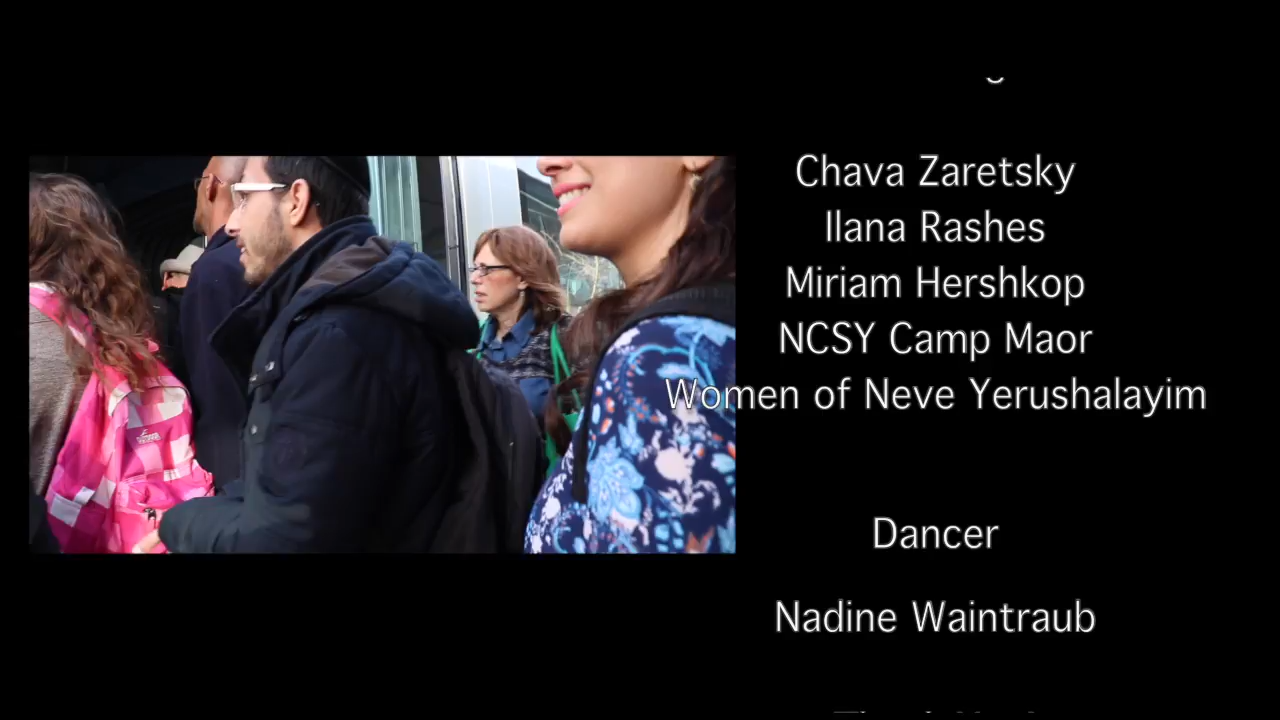 Chava Zaretsky
Ilana Rashes
Miriam Hershkop
NCSY Camp Maor
Women of Neve Yerushalayim
Dancer
Nadine Waintraub